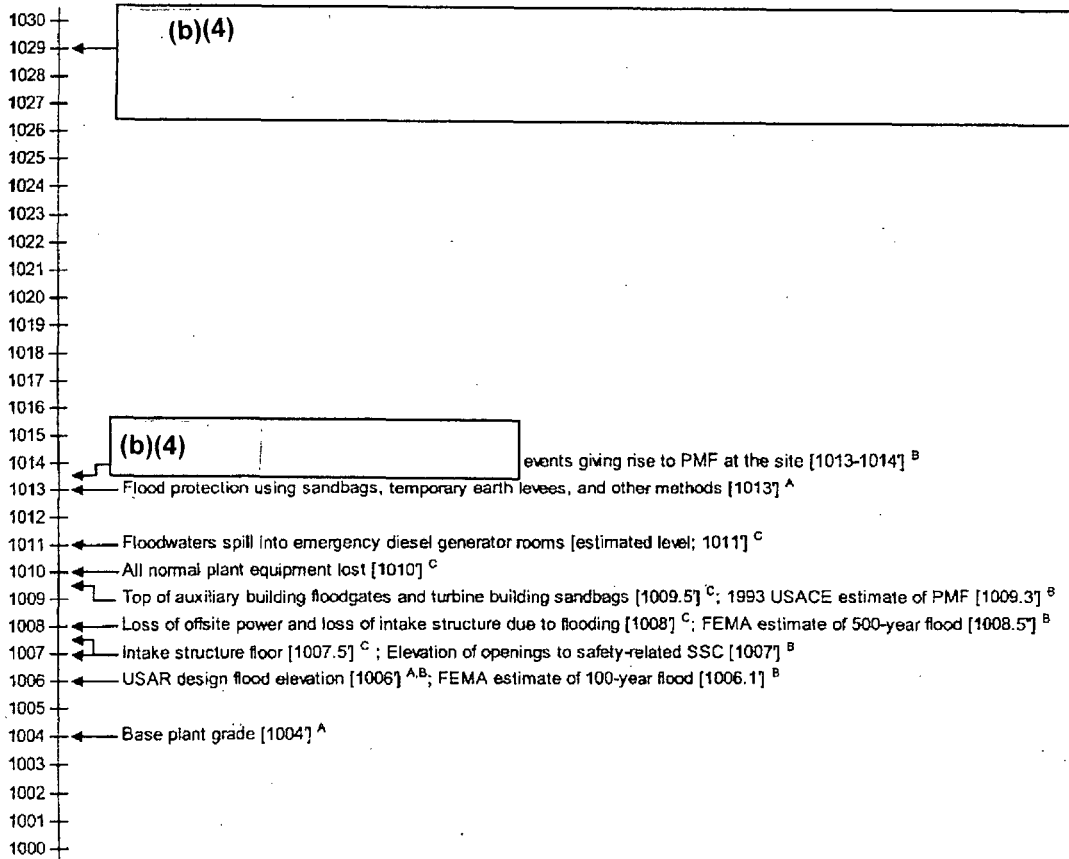 1030
(b)(4)
1029
1028
1027
1026
1025
1024
1023
1022
1021
1020
1019
1018
1017
1016
1015
(b)(4)
1014
events giving rise to PMF at the site [1013-1014'] B
1013
Flood protection using sandbags, temporary earth levees, and other methods [1013'] A
1012
1011
Floodwaters spill into emergency diesel generator rooms [estimated level; 1011'] C
1010
All normal plant equipment lost [1010'] C
1009
Top of auxiliary building floodgates and turbine building sandbags [1009.5'] C; 1993 USACE estimate of PMF [1009.3'] B
1008
Loss of offsite power and loss of intake structure due to flooding [1008'] C; FEMA estimate of 500-year flood [1008.5'] B
1007
Intake structure floor [1007.5'] C ; Elevation of openings to safety-related SSC [1007'] B
1006
USAR design flood elevation [1006'] A,B; FEMA estimate of 100-year flood [1006.1'] B
1005
1004
Base plant grade [1004'] A
1003
1002
1001
1000